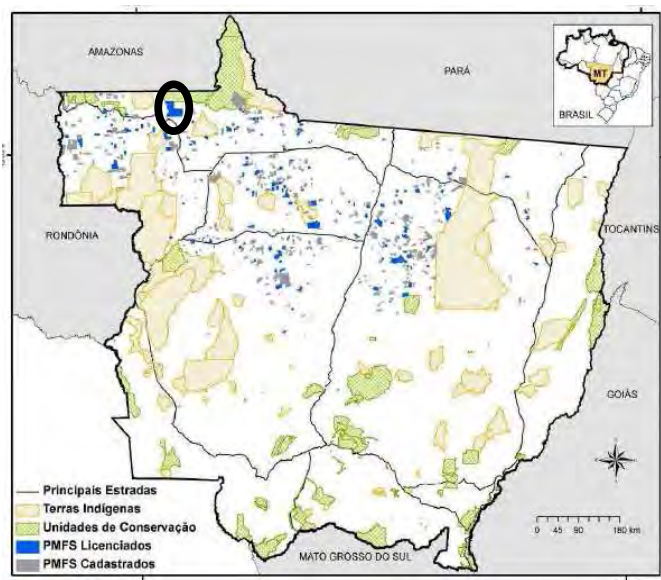 AMAZONAS
PARÁ
MT
BRASIL
RONDÔNIA
TOCANTINS
GOIÁS
Principais Estradas
Terras Indígenas
Unidades de Conservação
PMFS Licenciados
PMFS Cadastrados
0 45 90 180 km
MATO GROSSO DO SUL